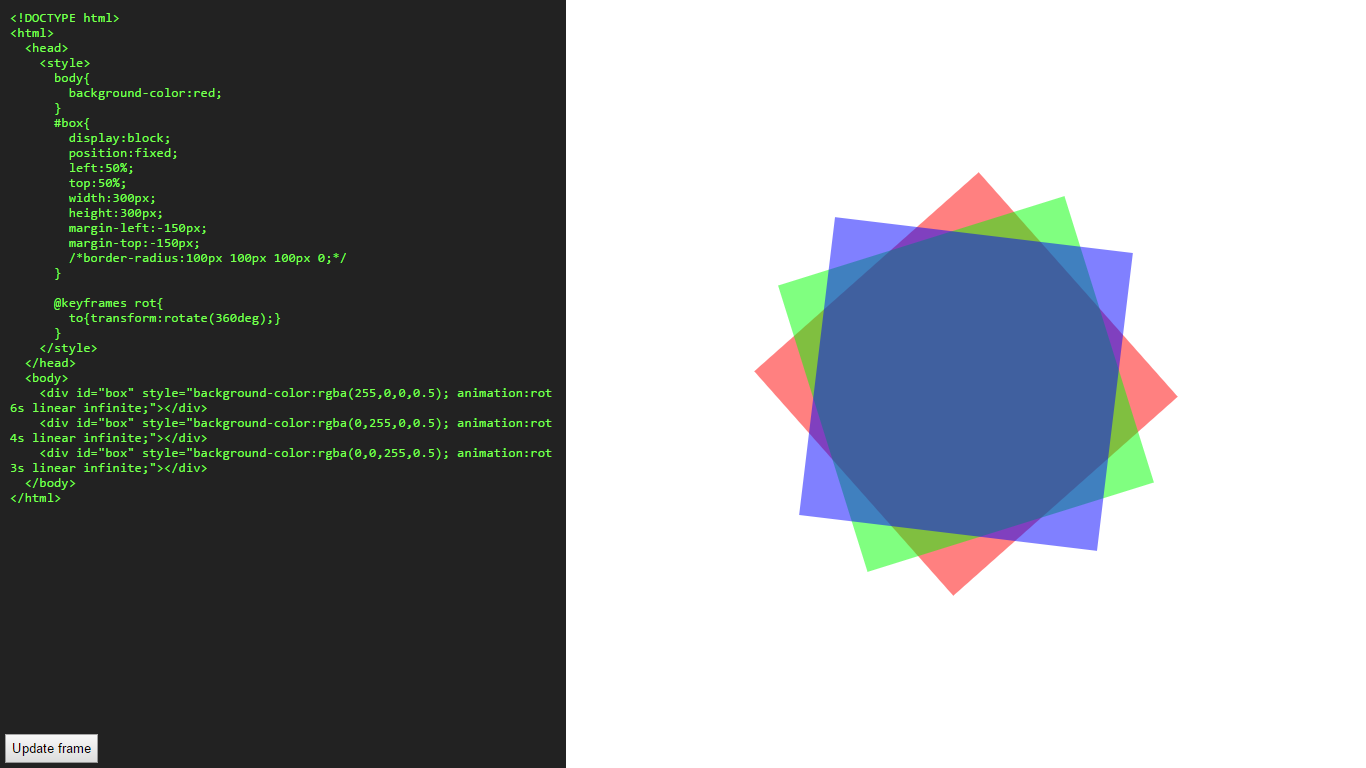 <!DOCTYPE html>
<html>
  <head>
    <style>
      body{
        background-color:red;
      }
      #box{
        display:block;
        position:fixed;
        left:50%;
        top:50%;
        width:300px;
        height:300px;
        margin-left:-150px;
        margin-top:-150px;
        /*border-radius:100px 100px 100px 0;*/
      }

      @keyframes rot{
        to{transform:rotate(360deg);}
      }
    </style>
  </head>
  <body>
    <div id="box" style="background-color:rgba(255,0,0,0.5); animation:rot
6s linear infinite;"></div>
    <div id="box" style="background-color:rgba(0,255,0,0.5); animation:rot
4s linear infinite;"></div>
    <div id="box" style="background-color:rgba(0,0,255,0.5); animation:rot
3s linear infinite;"></div>
  </body>
</html>
Update frame